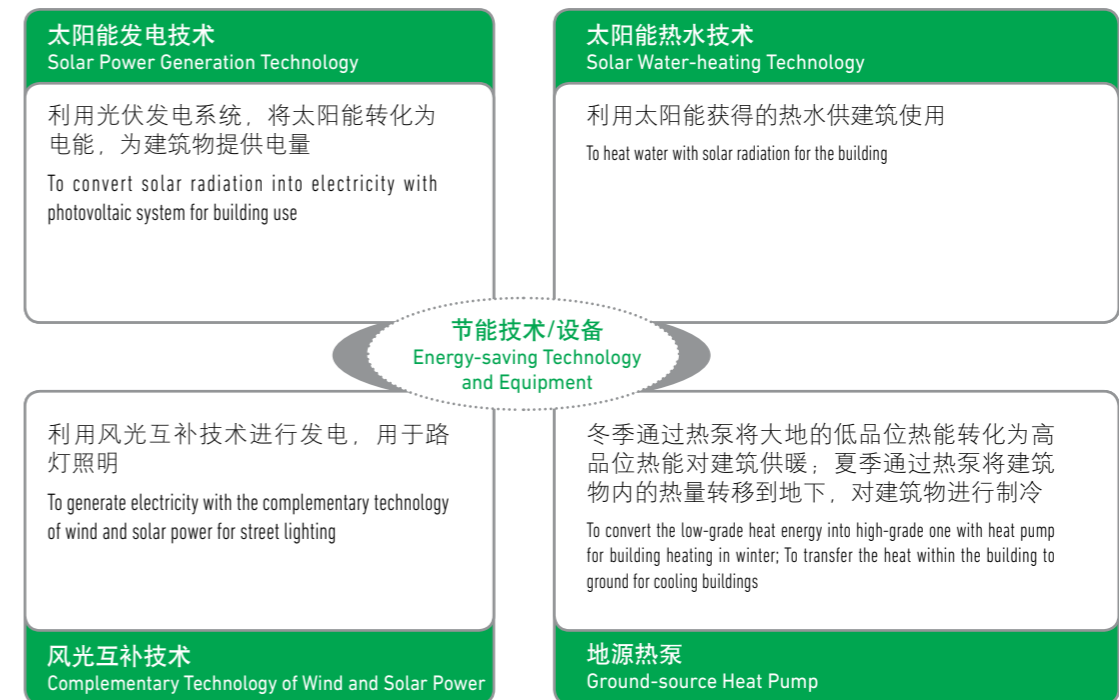 太阳能发电技术
Solar Power Generation Technology
利用光伏发电系统，将太阳能转化为
电能，为建筑物提供电量
To convert solar radiation into electricity with
photovoltaic system for building use
太阳能热水技术
Solar Water-heating Technology
利用太阳能获得的热水供建筑使用
To heat water with solar radiation for the building
节能技术/设备
Energy-saving Technology
and Equipment
利用风光互补技术进行发电，用于路
灯照明
To generate electricity with the complementary technology
of wind and solar power for street lighting
风光互补技术
Complementary Technology of Wind and Solar Power
冬季通过热泵将大地的低品位热能转化为高
品位热能对建筑供暖；夏季通过热泵将建筑
物内的热量转移到地下，对建筑物进行制冷
To convert the low-grade heat energy into high-grade one with heat pump
for building heating in winter; To transfer the heat within the building to
ground for cooling buildings
地源热泵
Ground-source Heat Pump